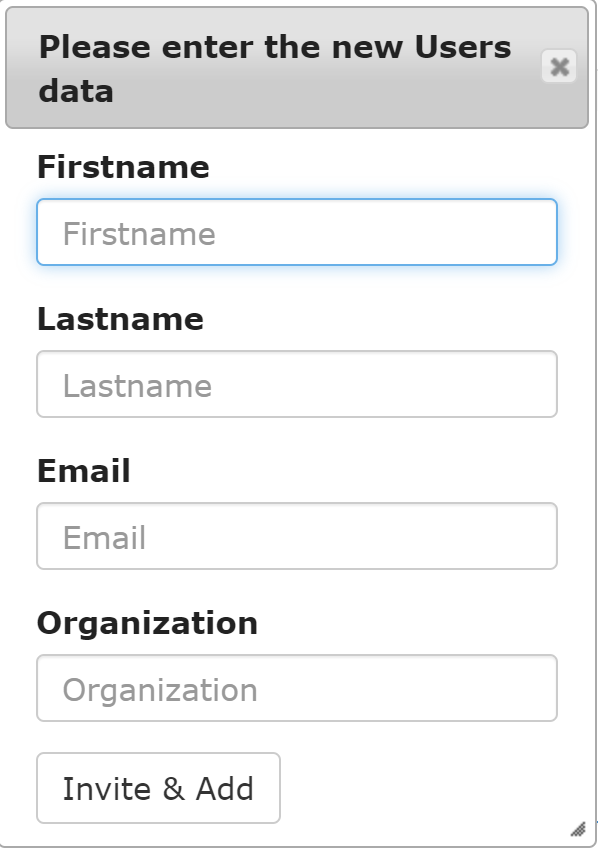 Please enter the new Users
data
Firstname
Firstname
Lastname
Lastname
Email
Email
Organization
Organization
Invite & Add